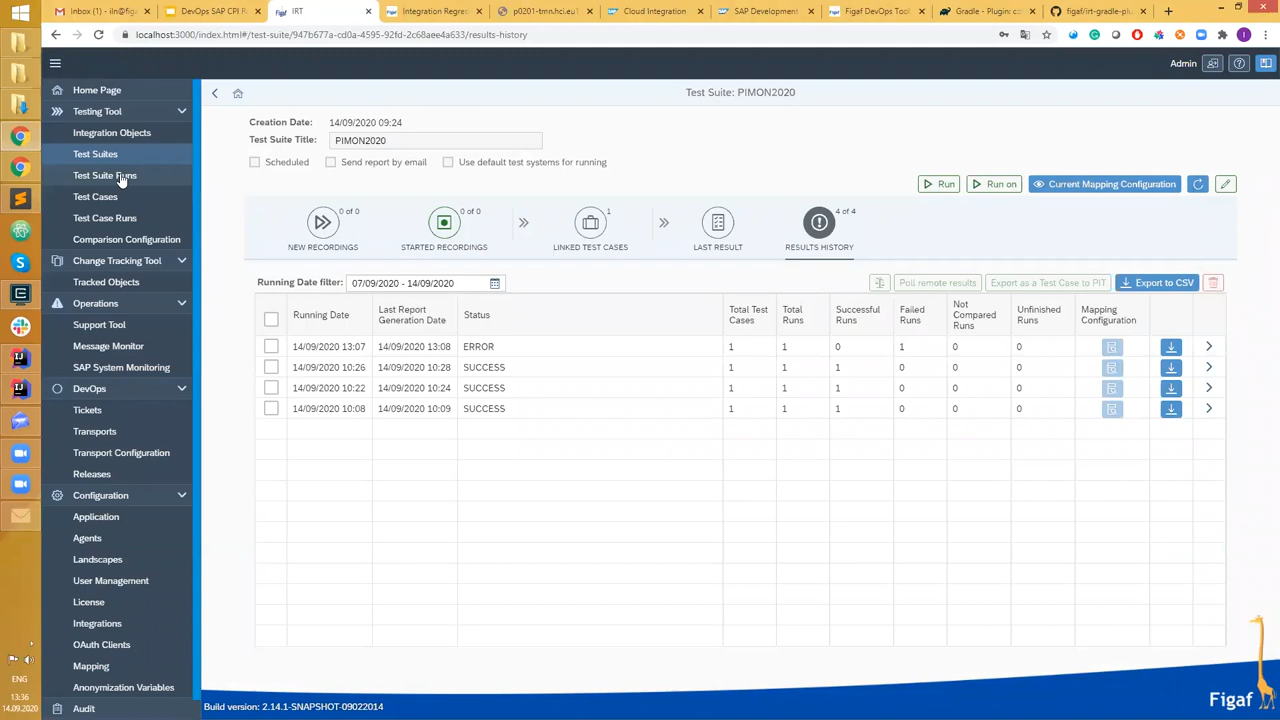 Inbox (1) - iln@figa
DevOps SAP CPI R
IRT
Integration Regre
p0201-tmn.hci.eu1
Cloud Integration
SAP Development
Figaf DevOps Tool
Gradle - Plugin: co
figaf/irt-gradle-plu
localhost:3000/index.html#/test-suite/947b677a-cd0a-4595-92fd-2c68aee4a633/results-history
Admin
Home Page
Testing Tool
Integration Objects
Test Suites
Test Suite Runs
Test Cases
Test Case Runs
Comparison Configuration
Change Tracking Tool
Tracked Objects
Operations
Support Tool
Message Monitor
SAP System Monitoring
DevOps
Tickets
Transports
Transport Configuration
Releases
Configuration
Application
Agents
Landscapes
User Management
License
Integrations
OAuth Clients
Mapping
Anonymization Variables
Audit
Test Suite: PIMON2020
Creation Date: 14/09/2020 09:24
Test Suite Title: PIMON2020
Scheduled Send report by email Use default test systems for running
Run Run on Current Mapping Configuration
0 of 0 NEW RECORDINGS
0 of 0 STARTED RECORDINGS
1 LINKED TEST CASES
LAST RESULT
4 of 4 RESULTS HISTORY
Running Date filter: 07/09/2020 - 14/09/2020 Poll remote results Export as a Test Case to PIT Export to CSV
Running Date Last Report Generation Date Status Total Test Cases Total Runs Successful Runs Failed Runs Not Compared Runs Unfinished Runs Mapping Configuration
14/09/2020 13:07 14/09/2020 13:08 ERROR 1 1 0 1 0 0
14/09/2020 10:26 14/09/2020 10:28 SUCCESS 1 1 1 0 0 0
14/09/2020 10:22 14/09/2020 10:24 SUCCESS 1 1 1 0 0 0
14/09/2020 10:08 14/09/2020 10:09 SUCCESS 1 1 1 0 0 0
Build version: 2.14.1-SNAPSHOT-09022014
Figaf
ENG
13:36
14.09.2020